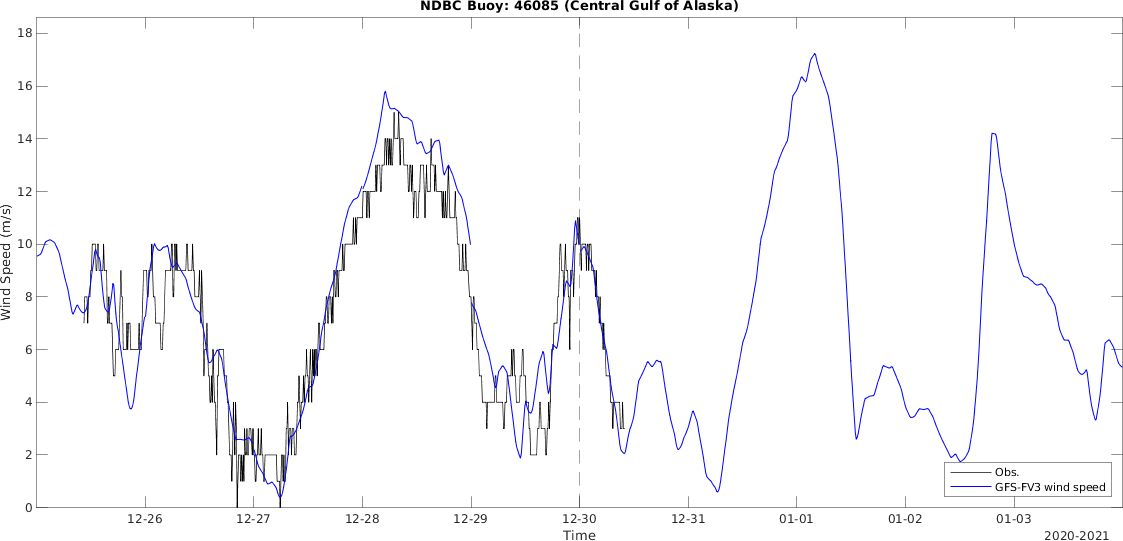 NDBC Buoy: 46085 (Central Gulf of Alaska)
18
16
14
12
10
8
6
4
2
0
Wind Speed (m/s)
12-26 12-27 12-28 12-29 12-30 12-31 01-01 01-02 01-03
Time
2020-2021
Obs.
GFS-FV3 wind speed